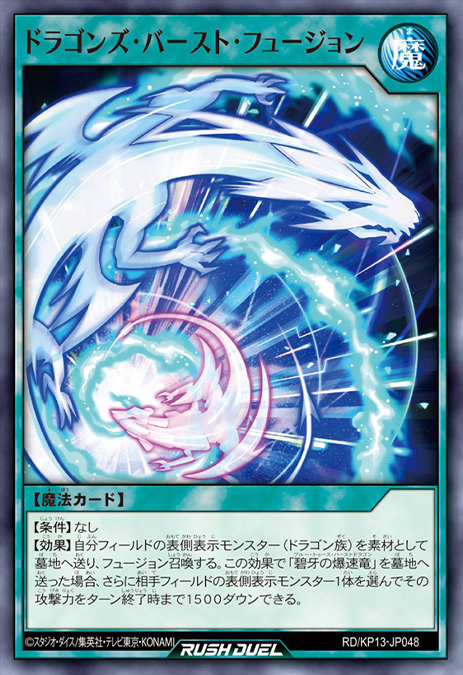 ドラゴンズ・バースト・フュージョン
ま
魔
【魔法カード】
【条件】なし
【効果】自分フィールドの表側表示モンスター（ドラゴン族）を素材として
墓地へ送り、フュージョン召喚する。この効果で「碧牙の爆速竜」を墓地へ
送った場合、さらに相手フィールドの表側表示モンスター1体を選んでその
攻撃力をターン終了時まで1500ダウンできる。
©スタジオ・ダイス/集英社・テレビ東京・KONAMI
RUSH DUEL
RD/KP13-JP048